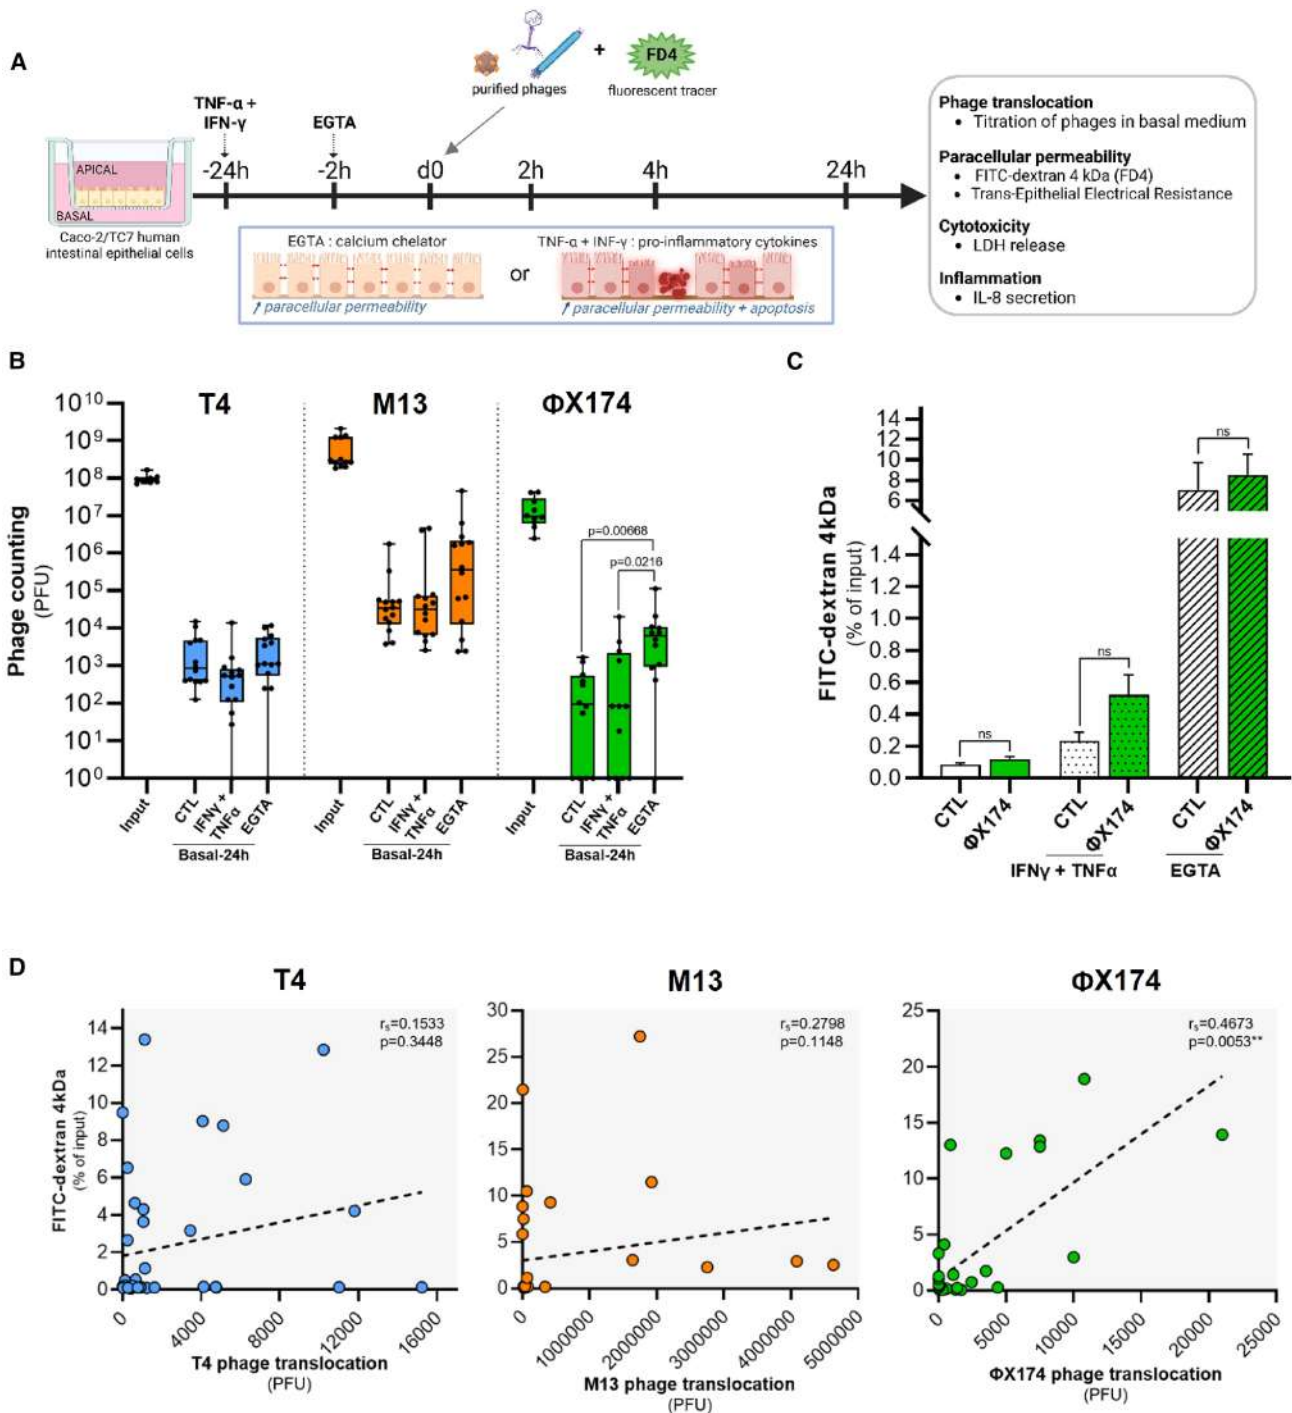 A
TNF-α +
IFN-γ
EGTA
purified phages
+
FD4
fluorescent tracer
-24h
-2h
d0
2h
4h
24h
APICAL
BASAL
Caco-2/TC7 human
intestinal epithelial cells
EGTA : calcium chelator
↗ paracellular permeability
or
TNF-α + INF-γ : pro-inflammatory cytokines
↗ paracellular permeability + apoptosis
Phage translocation
• Titration of phages in basal medium
Paracellular permeability
• FITC-dextran 4 kDa (FD4)
• Trans-Epithelial Electrical Resistance
Cytotoxicity
• LDH release
Inflammation
• IL-8 secretion
B
T4
M13
ΦX174
Phage counting
(PFU)
10¹⁰
10⁹
10⁸
10⁷
10⁶
10⁵
10⁴
10³
10²
10¹
10⁰
p=0.00668
p=0.0216
Input
CTL
IFNγ +
TNFα
EGTA
Basal-24h
Input
CTL
IFNγ +
TNFα
EGTA
Basal-24h
Input
CTL
IFNγ +
TNFα
EGTA
Basal-24h
C
FITC-dextran 4kDa
(% of input)
14
12
10
8
6
1.4
1.2
1.0
0.8
0.6
0.4
0.2
0.0
ns
ns
ns
CTL
ΦX174
CTL
ΦX174
CTL
ΦX174
IFNγ + TNFα
EGTA
D
T4
FITC-dextran 4kDa
(% of input)
14
12
10
8
6
4
2
0
rs=0.1533
p=0.3448
0
4000
8000
12000
16000
T4 phage translocation
(PFU)
M13
30
25
20
15
10
5
0
rs=0.2798
p=0.1148
0
1000000
2000000
3000000
4000000
5000000
M13 phage translocation
(PFU)
ΦX174
25
20
15
10
5
0
rs=0.4673
p=0.0053**
0
5000
10000
15000
20000
25000
ΦX174 phage translocation
(PFU)